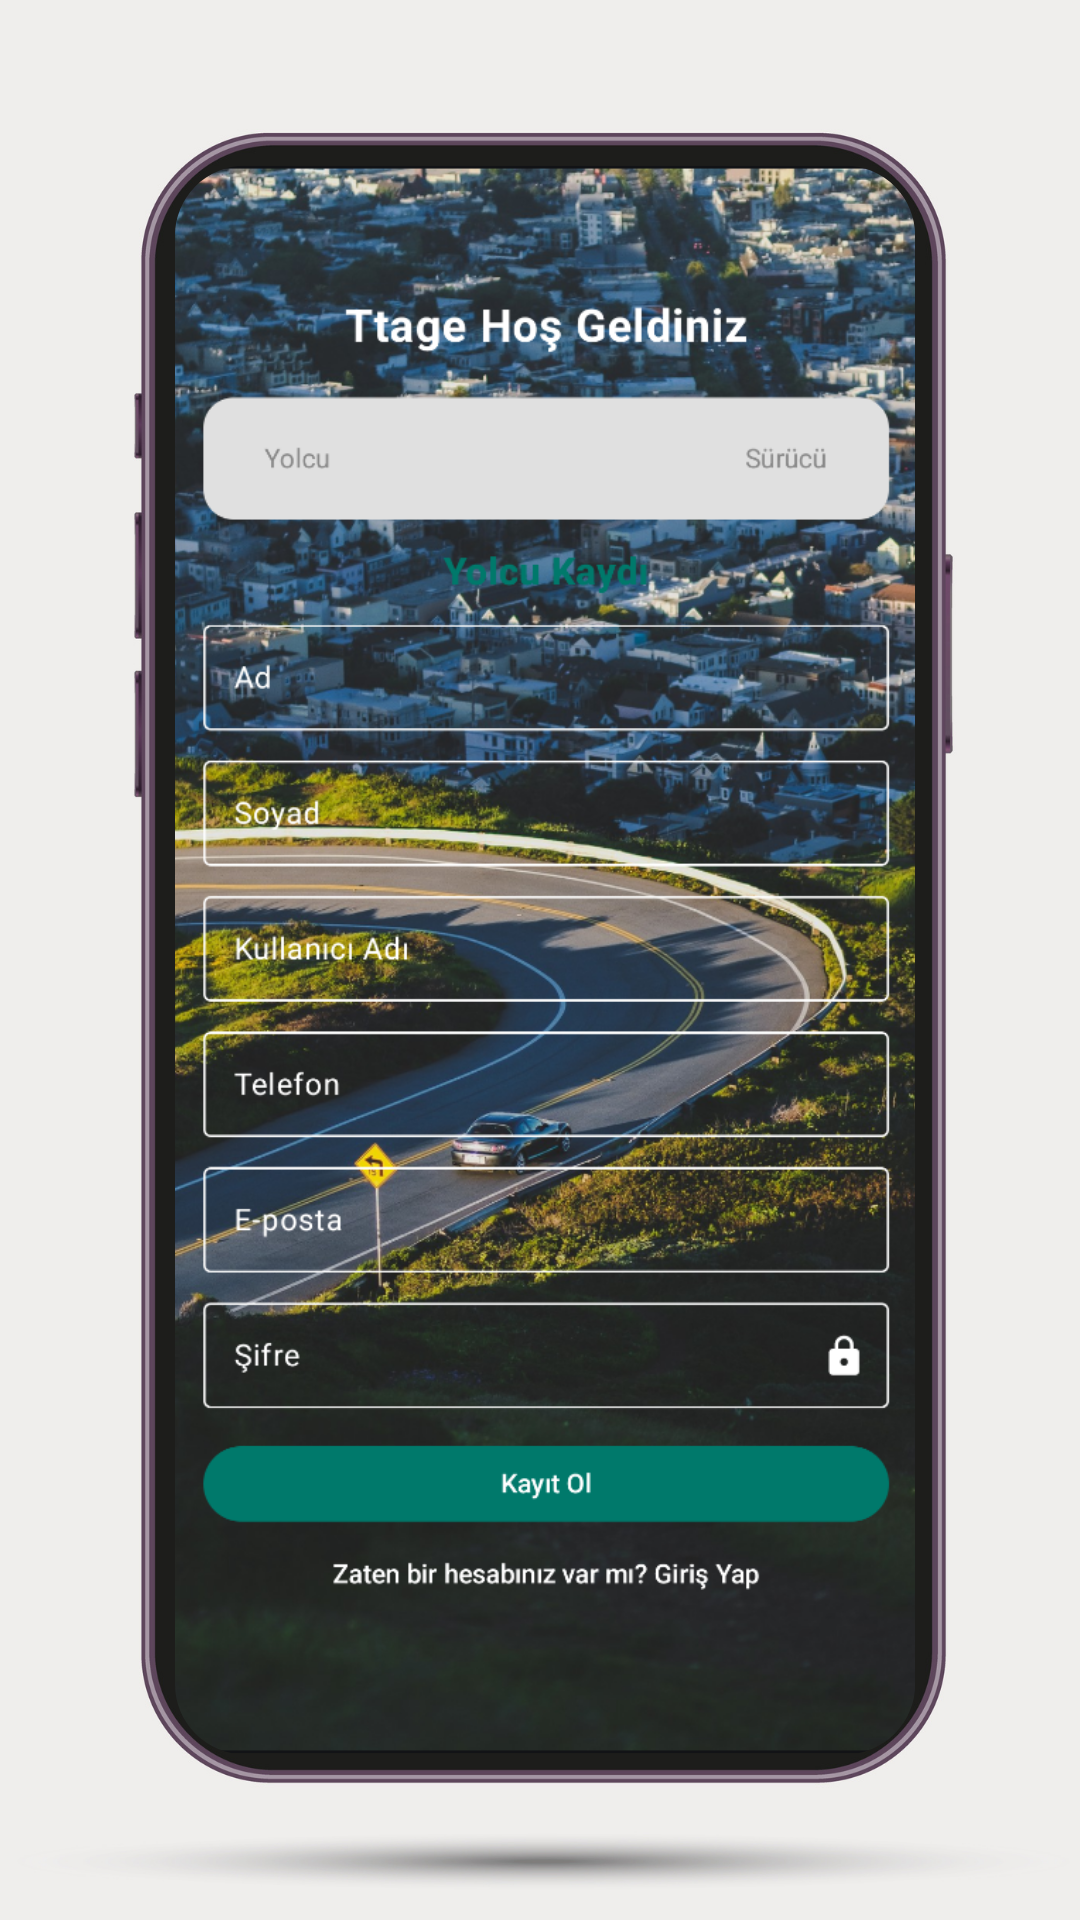 Ttage Hoş Geldiniz
Yolcu Sürücü
Yolcu Kaydı
Ad
Soyad
Kullanıcı Adı
Telefon
E-posta
Şifre
Kayıt Ol
Zaten bir hesabınız var mı? Giriş Yap